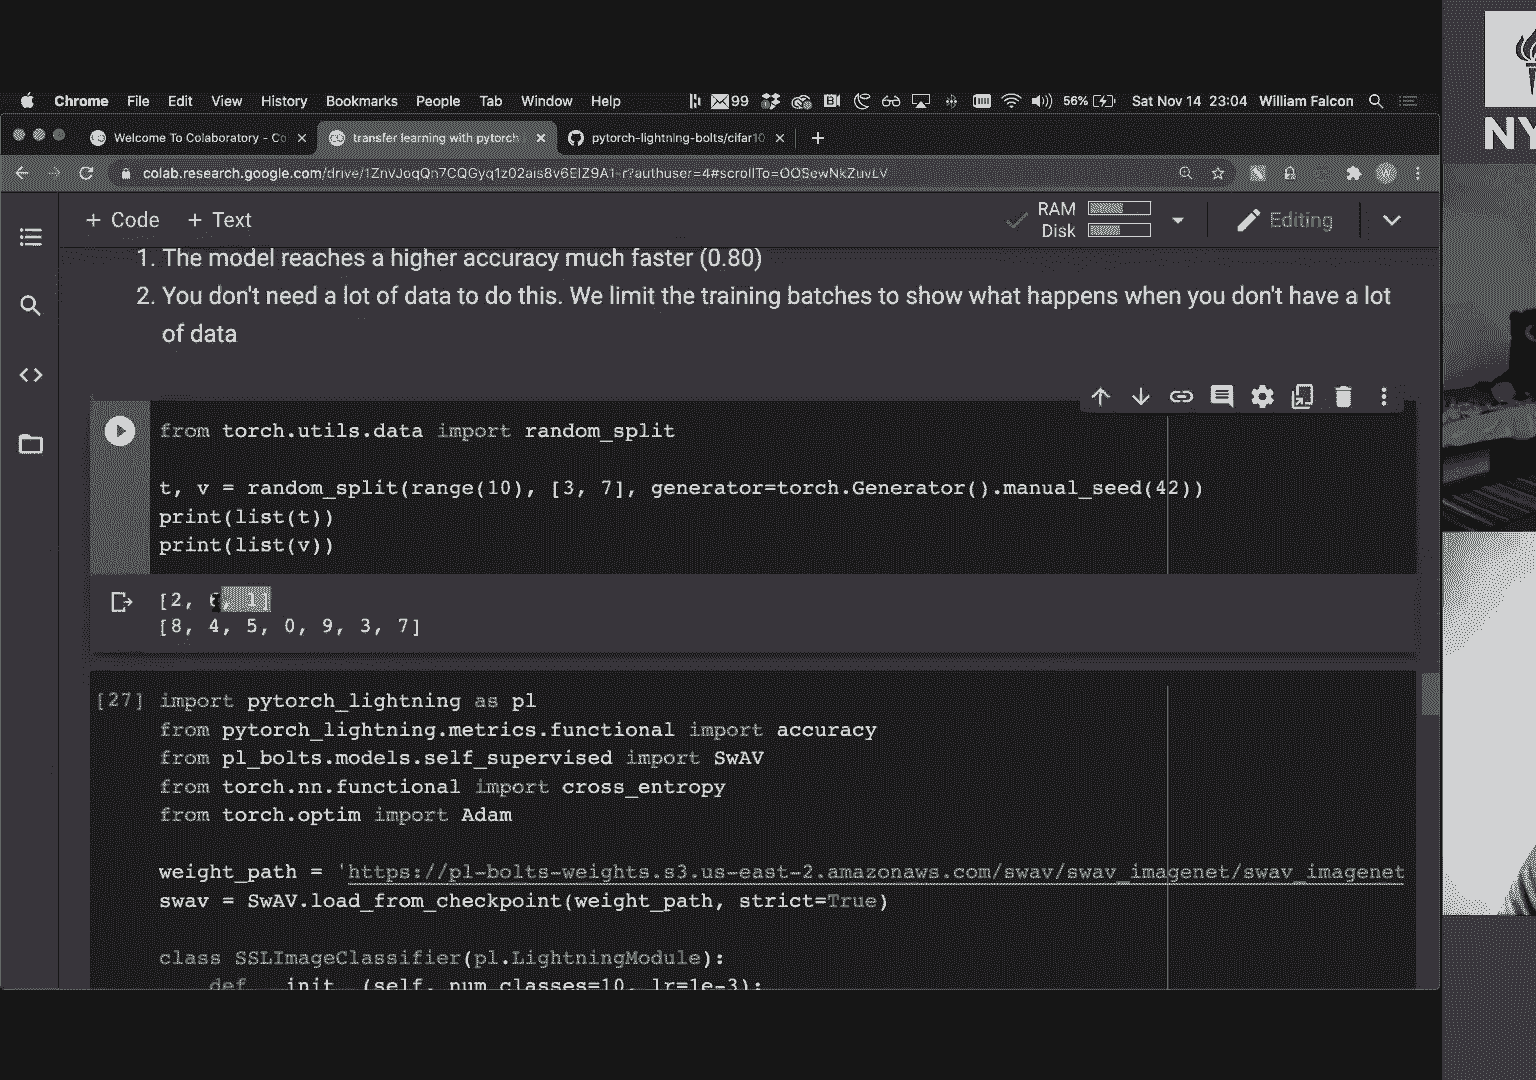 Chrome File Edit View History Bookmarks People Tab Window Help 99 56% Sat Nov 14 23:04 William Falcon
Welcome To Colaboratory - Co transfer learning with pytorch pytorch-lightning-bolts/cifar10
colab.research.google.com/drive/1ZnVJoqQn7CQGyq1z02ais8v6EIZ9A1-r?authuser=4#scrollTo=OOSewNkZuvLV
+ Code + Text RAM Disk Editing
1. The model reaches a higher accuracy much faster (0.80)
2. You don't need a lot of data to do this. We limit the training batches to show what happens when you don't have a lot
of data
from torch.utils.data import random_split
t, v = random_split(range(10), [3, 7], generator=torch.Generator().manual_seed(42))
print(list(t))
print(list(v))
[2, , 1]
[8, 4, 5, 0, 9, 3, 7]
[27] import pytorch_lightning as pl
from pytorch_lightning.metrics.functional import accuracy
from pl_bolts.models.self_supervised import SwAV
from torch.nn.functional import cross_entropy
from torch.optim import Adam
weight_path = 'https://pl-bolts-weights.s3.us-east-2.amazonaws.com/swav/swav_imagenet/swav_imagenet
swav = SwAV.load_from_checkpoint(weight_path, strict=True)
class SSLImageClassifier(pl.LightningModule):
def __init__(self, num_classes=10, lr=1e-3):
NY